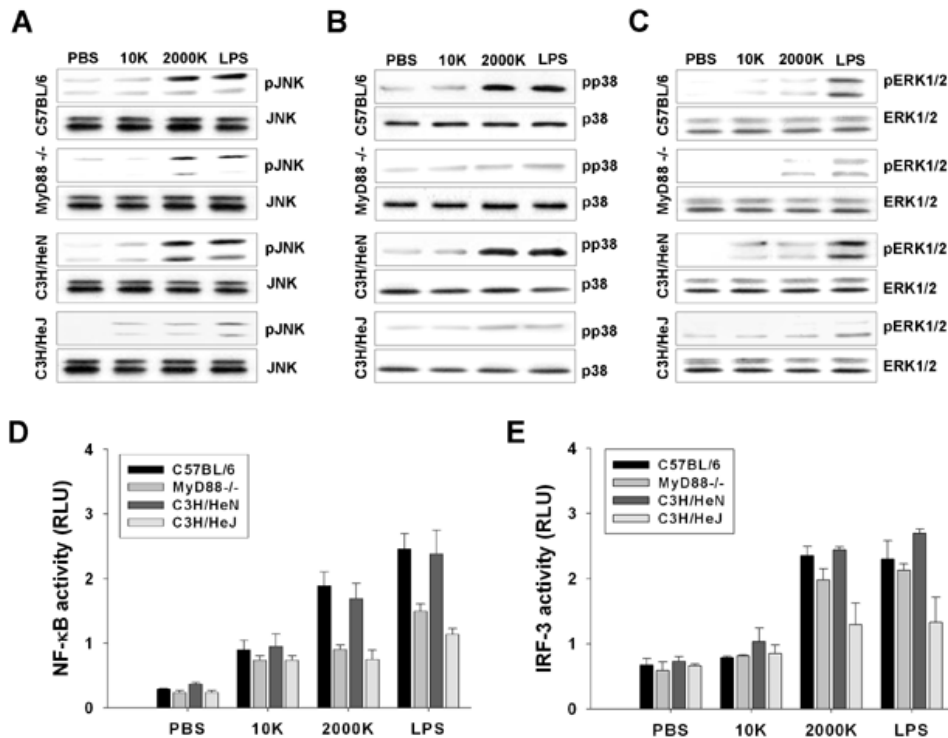 A
PBS 10K 2000K LPS
C57BL/6
pJNK
JNK
MyD88 -/-
pJNK
JNK
C3H/HeN
pJNK
JNK
C3H/HeJ
pJNK
JNK
B
PBS 10K 2000K LPS
C57BL/6
pp38
p38
MyD88 -/-
pp38
p38
C3H/HeN
pp38
p38
C3H/HeJ
pp38
p38
C
PBS 10K 2000K LPS
C57BL/6
pERK1/2
ERK1/2
MyD88 -/-
pERK1/2
ERK1/2
C3H/HeN
pERK1/2
ERK1/2
C3H/HeJ
pERK1/2
ERK1/2
D
NF-κB activity (RLU)
4
3
2
1
0
C57BL/6
MyD88-/-
C3H/HeN
C3H/HeJ
PBS 10K 2000K LPS
E
IRF-3 activity (RLU)
4
3
2
1
0
C57BL/6
MyD88-/-
C3H/HeN
C3H/HeJ
PBS 10K 2000K LPS